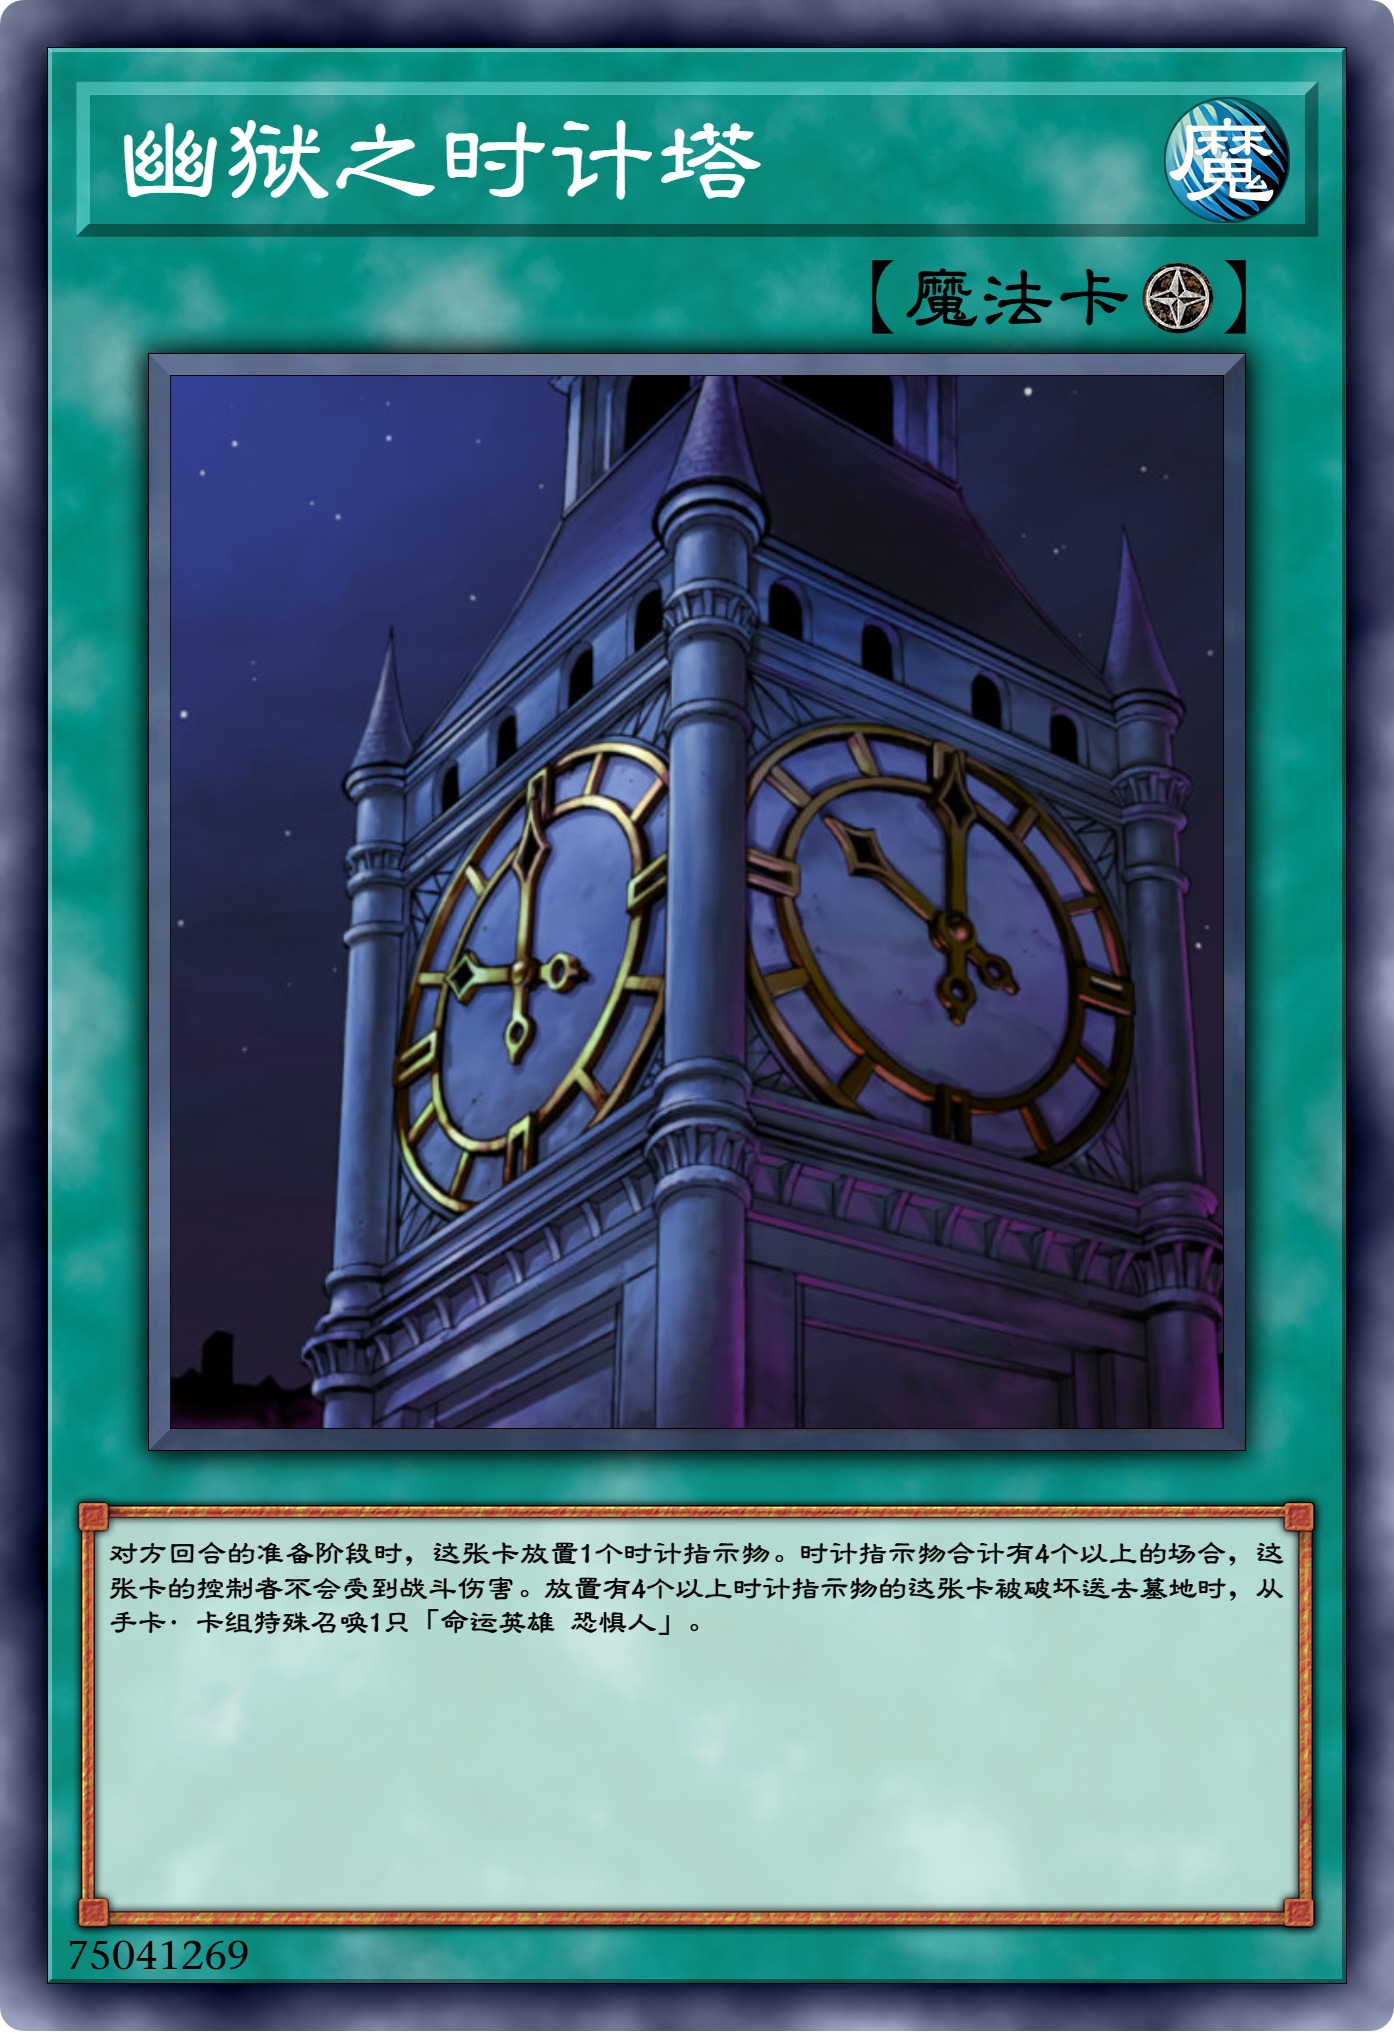 幽狱之时计塔
魔
【魔法卡】
对方回合的准备阶段时，这张卡放置1个时计指示物。时计指示物合计有4个以上的场合，这
张卡的控制者不会受到战斗伤害。放置有4个以上时计指示物的这张卡被破坏送去墓地时，从
手卡·卡组特殊召唤1只「命运英雄 恐惧人」。
75041269